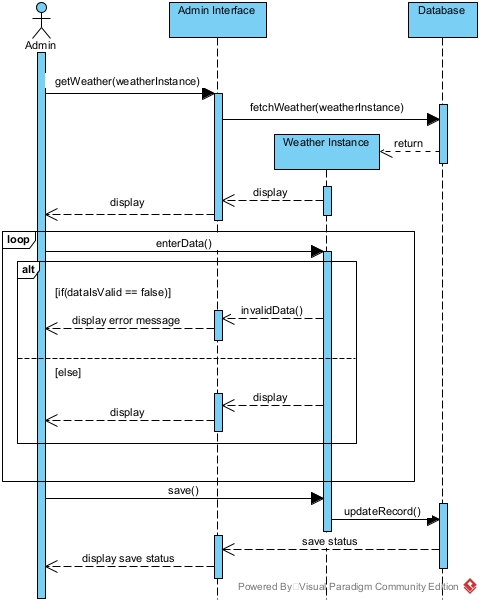 Admin Interface
Database
Admin
getWeather(weatherInstance)
fetchWeather(weatherInstance)
Weather Instance
return
display
display
loop
enterData()
alt
[if(dataIsValid == false)]
invalidData()
display error message
[else]
display
display
save()
updateRecord()
save status
display save status
Powered By Visual Paradigm Community Edition